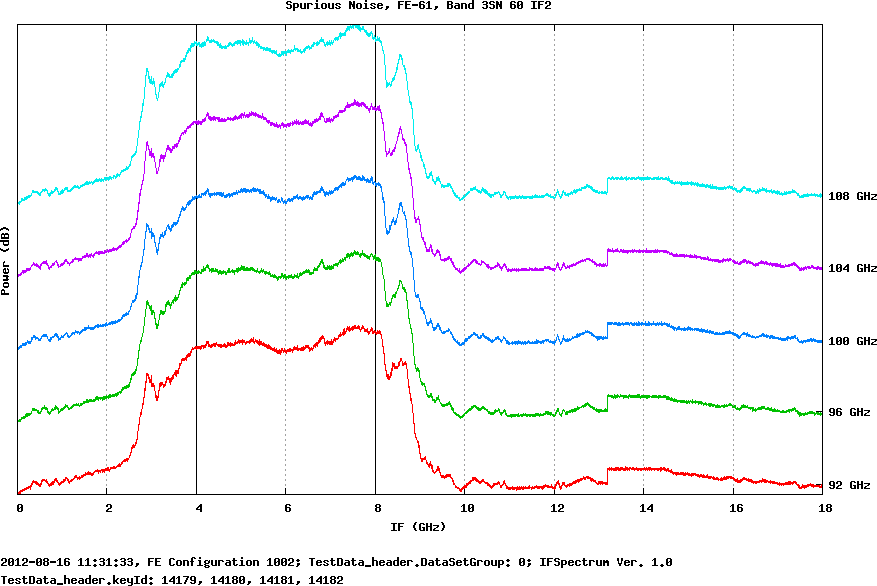 Spurious Noise, FE-61, Band 3SN 60 IF2
Power (dB)
108 GHz
104 GHz
100 GHz
96 GHz
92 GHz
0 2 4 6 8 10 12 14 16 18
IF (GHz)
2012-08-16 11:31:33, FE Configuration 1002; TestData_header.DataSetGroup: 0; IFSpectrum Ver. 1.0
TestData_header.keyId: 14179, 14180, 14181, 14182